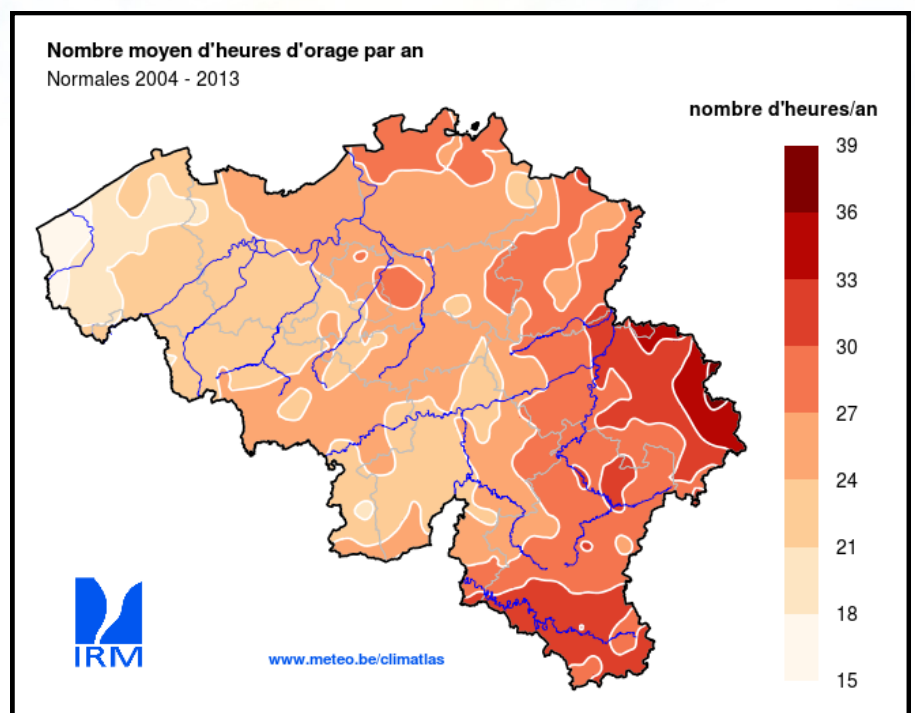 Nombre moyen d'heures d'orage par an
Normales 2004 - 2013
nombre d'heures/an
39
36
33
30
27
24
21
18
15
IRM
www.meteo.be/climatlas